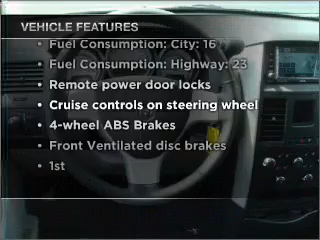 VEHICLE FEATURES
• Fuel Consumption: City: 16
• Fuel Consumption: Highway: 23
• Remote power door locks
• Cruise controls on steering wheel
• 4-wheel ABS Brakes
• Front Ventilated disc brakes
• 1st